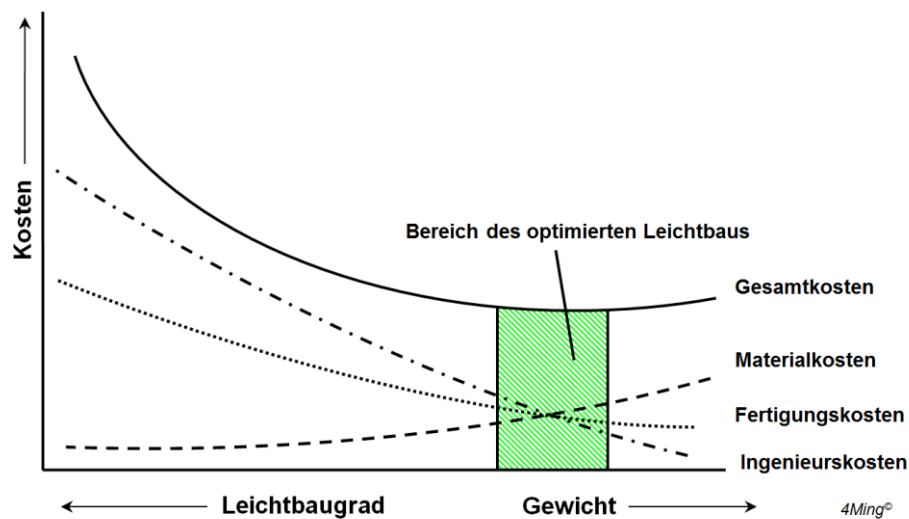 Kosten
Bereich des optimierten Leichtbaus
Gesamtkosten
Materialkosten
Fertigungskosten
Ingenieurskosten
Leichtbaugrad
Gewicht
4Ming©